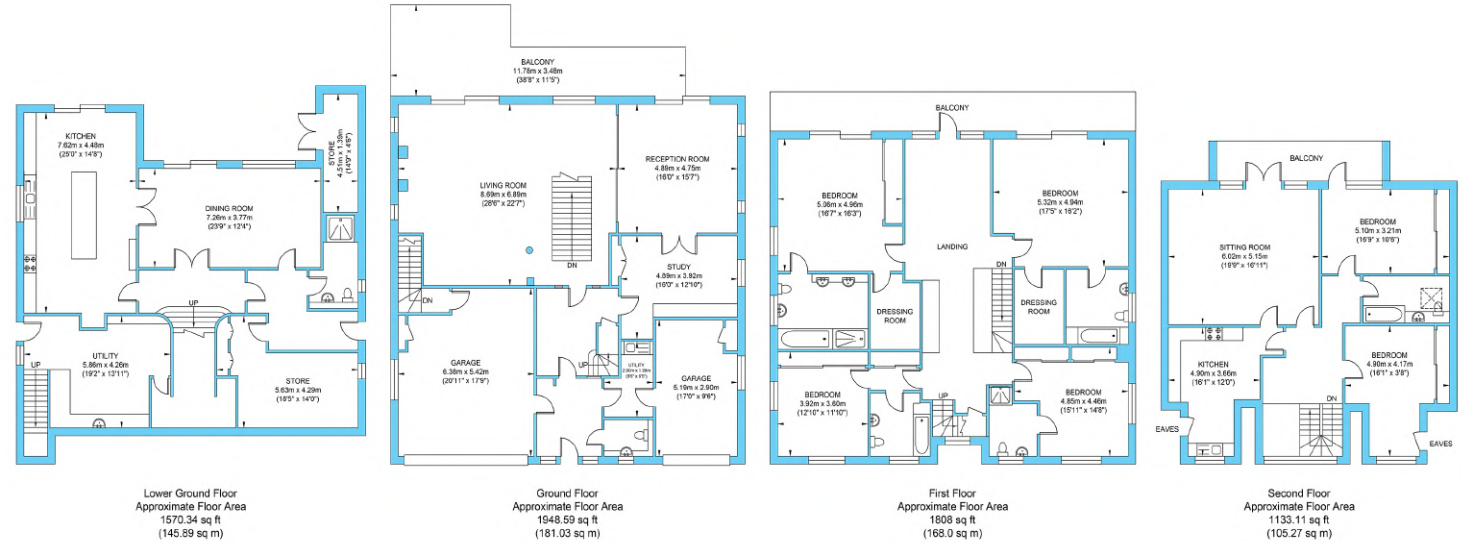 KITCHEN
7.62m x 4.48m
(25'0" x 14'8")
STORE
4.51m x 1.39m
(14'9" x 4'6")
DINING ROOM
7.26m x 3.77m
(23'9" x 12'4")
UP
UTILITY
5.86m x 4.26m
(19'2" x 13'11")
UP
STORE
5.63m x 4.29m
(18'5" x 14'0")
Lower Ground Floor
Approximate Floor Area
1570.34 sq ft
(145.89 sq m)
BALCONY
11.78m x 3.48m
(38'8" x 11'5")
LIVING ROOM
8.69m x 6.89m
(28'6" x 22'7")
RECEPTION ROOM
4.89m x 4.75m
(16'0" x 15'7")
DN
STUDY
4.89m x 3.92m
(16'0" x 12'10")
DN
GARAGE
6.38m x 5.42m
(20'11" x 17'9")
UP
UTILITY
GARAGE
5.19m x 2.90m
(17'0" x 9'6")
Ground Floor
Approximate Floor Area
1948.59 sq ft
(181.03 sq m)
BALCONY
BEDROOM
5.06m x 4.96m
(16'7" x 16'3")
BEDROOM
5.32m x 4.94m
(17'5" x 16'2")
LANDING
DN
DRESSING
ROOM
DRESSING
ROOM
BEDROOM
3.92m x 3.60m
(12'10" x 11'10")
UP
BEDROOM
4.85m x 4.46m
(15'11" x 14'8")
First Floor
Approximate Floor Area
1808 sq ft
(168.0 sq m)
BALCONY
BEDROOM
5.10m x 3.21m
(16'9" x 10'6")
SITTING ROOM
6.02m x 5.15m
(19'9" x 16'11")
KITCHEN
4.90m x 3.66m
(16'1" x 12'0")
BEDROOM
4.90m x 4.17m
DN
EAVES
EAVES
Second Floor
Approximate Floor Area
1133.11 sq ft
(105.27 sq m)